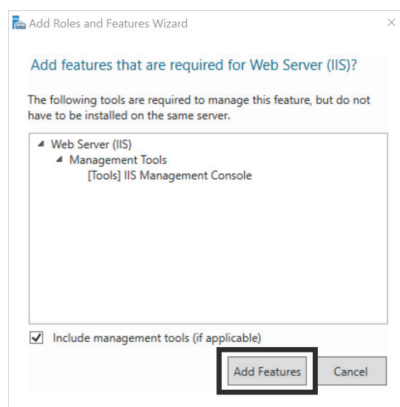 Add Roles and Features Wizard
Add features that are required for Web Server (IIS)?
The following tools are required to manage this feature, but do not
have to be installed on the same server.
Web Server (IIS)
Management Tools
[Tools] IIS Management Console
Include management tools (if applicable)
Add Features
Cancel